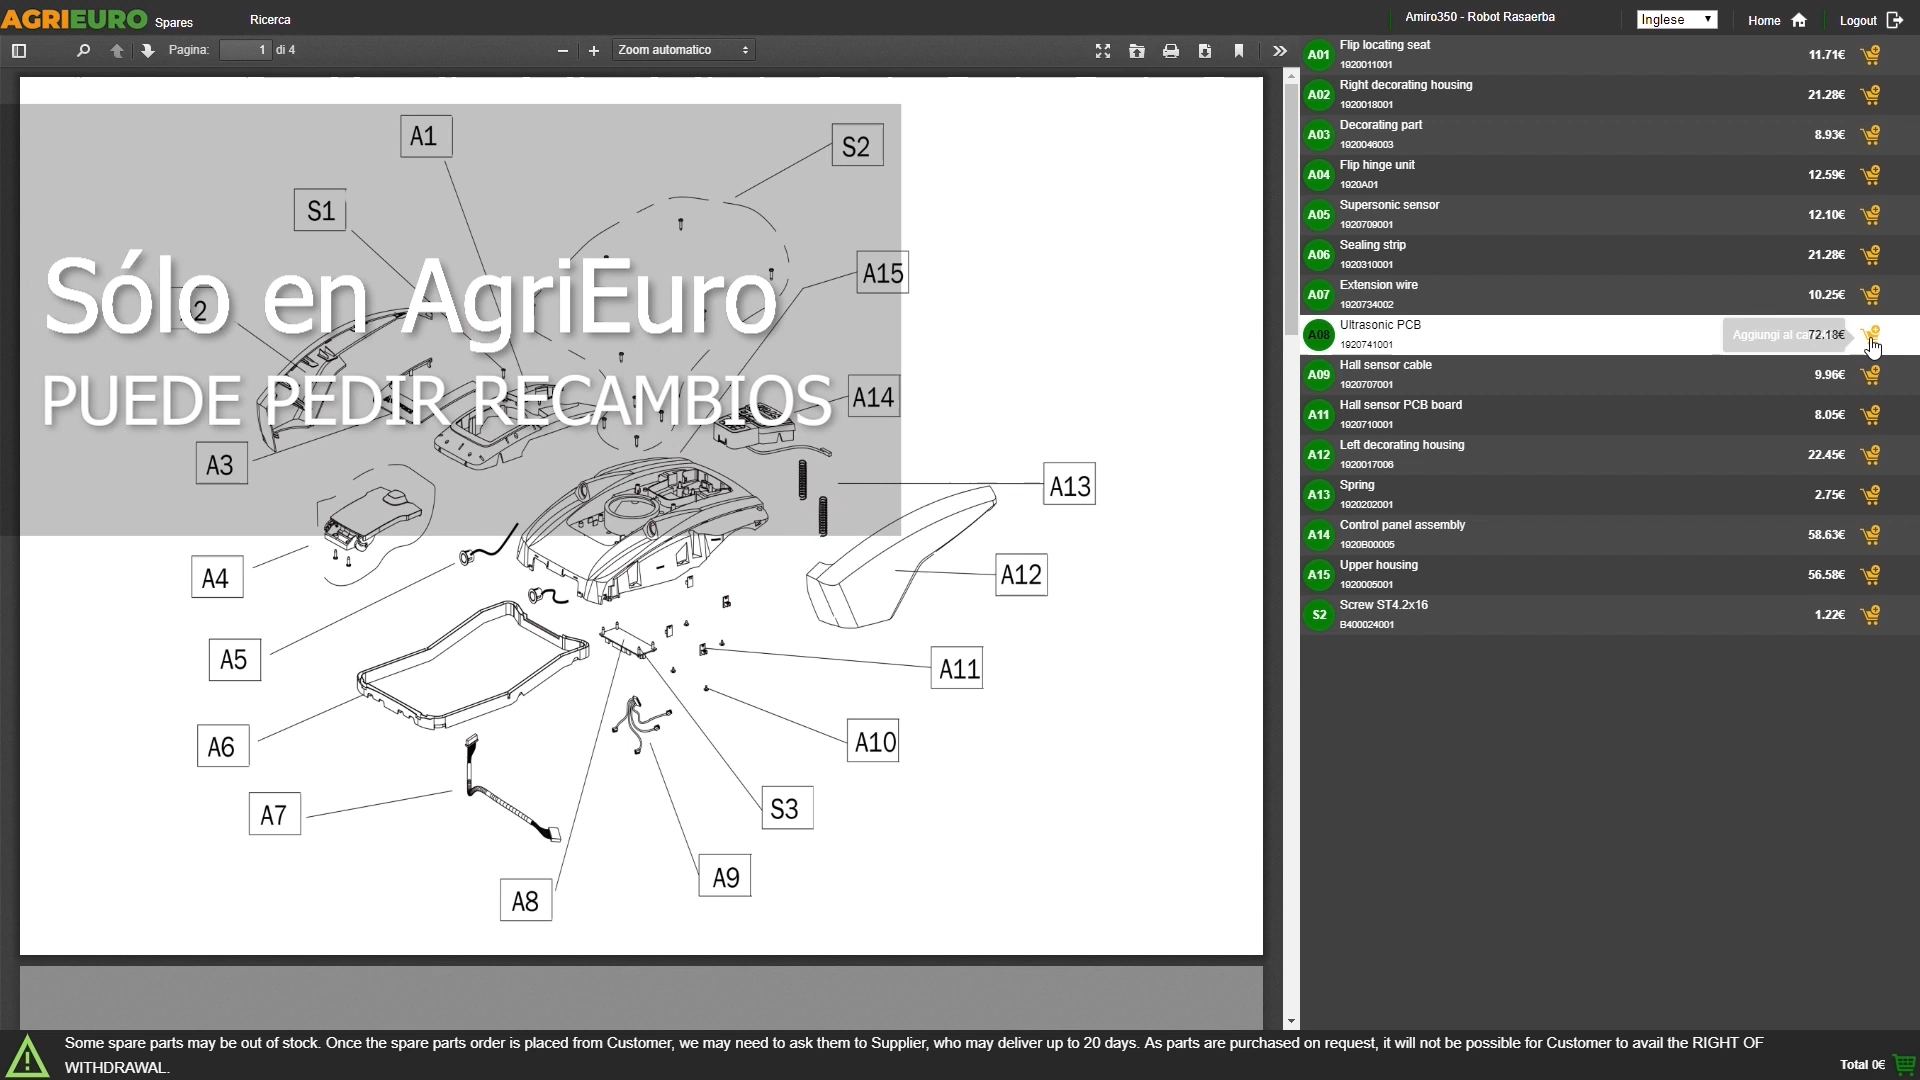 AGRIEURO Spares
Ricerca
Amiro350 - Robot Rasaerba
Inglese
Home
Logout
Pagina: 1 di 4
Zoom automatico
A1
S2
S1
A15
2
Sólo en AgriEuro
PUEDE PEDIR RECAMBIOS
A14
A3
A13
A4
A12
A5
A11
A6
A10
A7
S3
A9
A8
A01 Flip locating seat 11.71€
1920011001
A02 Right decorating housing 21.28€
1920018001
A03 Decorating part 8.93€
1920046003
A04 Flip hinge unit 12.59€
1920A01
A05 Supersonic sensor 12.10€
1920709001
A06 Sealing strip 21.28€
1920310001
A07 Extension wire 10.25€
1920734002
A08 Ultrasonic PCB Aggiungi al 72.18€
1920741001
A09 Hall sensor cable 9.96€
1920707001
A11 Hall sensor PCB board 8.05€
1920710001
A12 Left decorating housing 22.45€
1920017006
A13 Spring 2.75€
1920202001
A14 Control panel assembly 58.63€
1920B00005
A15 Upper housing 56.58€
1920005001
S2 Screw ST4.2x16 1.22€
B400024001
Some spare parts may be out of stock. Once the spare parts order is placed from Customer, we may need to ask them to Supplier, who may deliver up to 20 days. As parts are purchased on request, it will not be possible for Customer to avail the RIGHT OF
WITHDRAWAL.
Total 0€